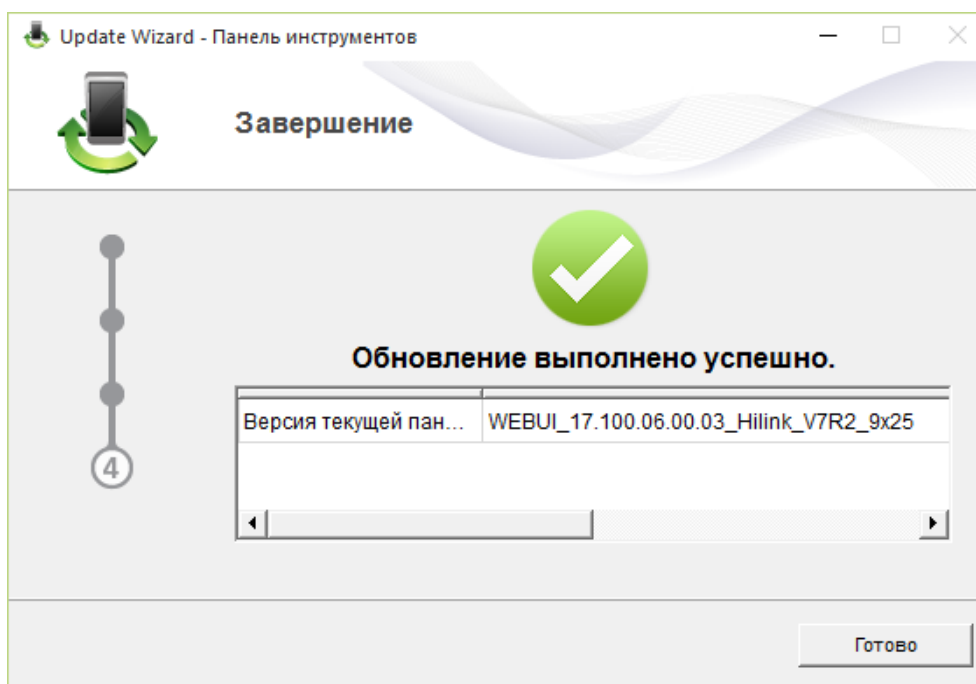 Update Wizard - Панель инструментов
Завершение
Обновление выполнено успешно.
Версия текущей пан... WEBUI_17.100.06.00.03_Hilink_V7R2_9x25
4
Готово